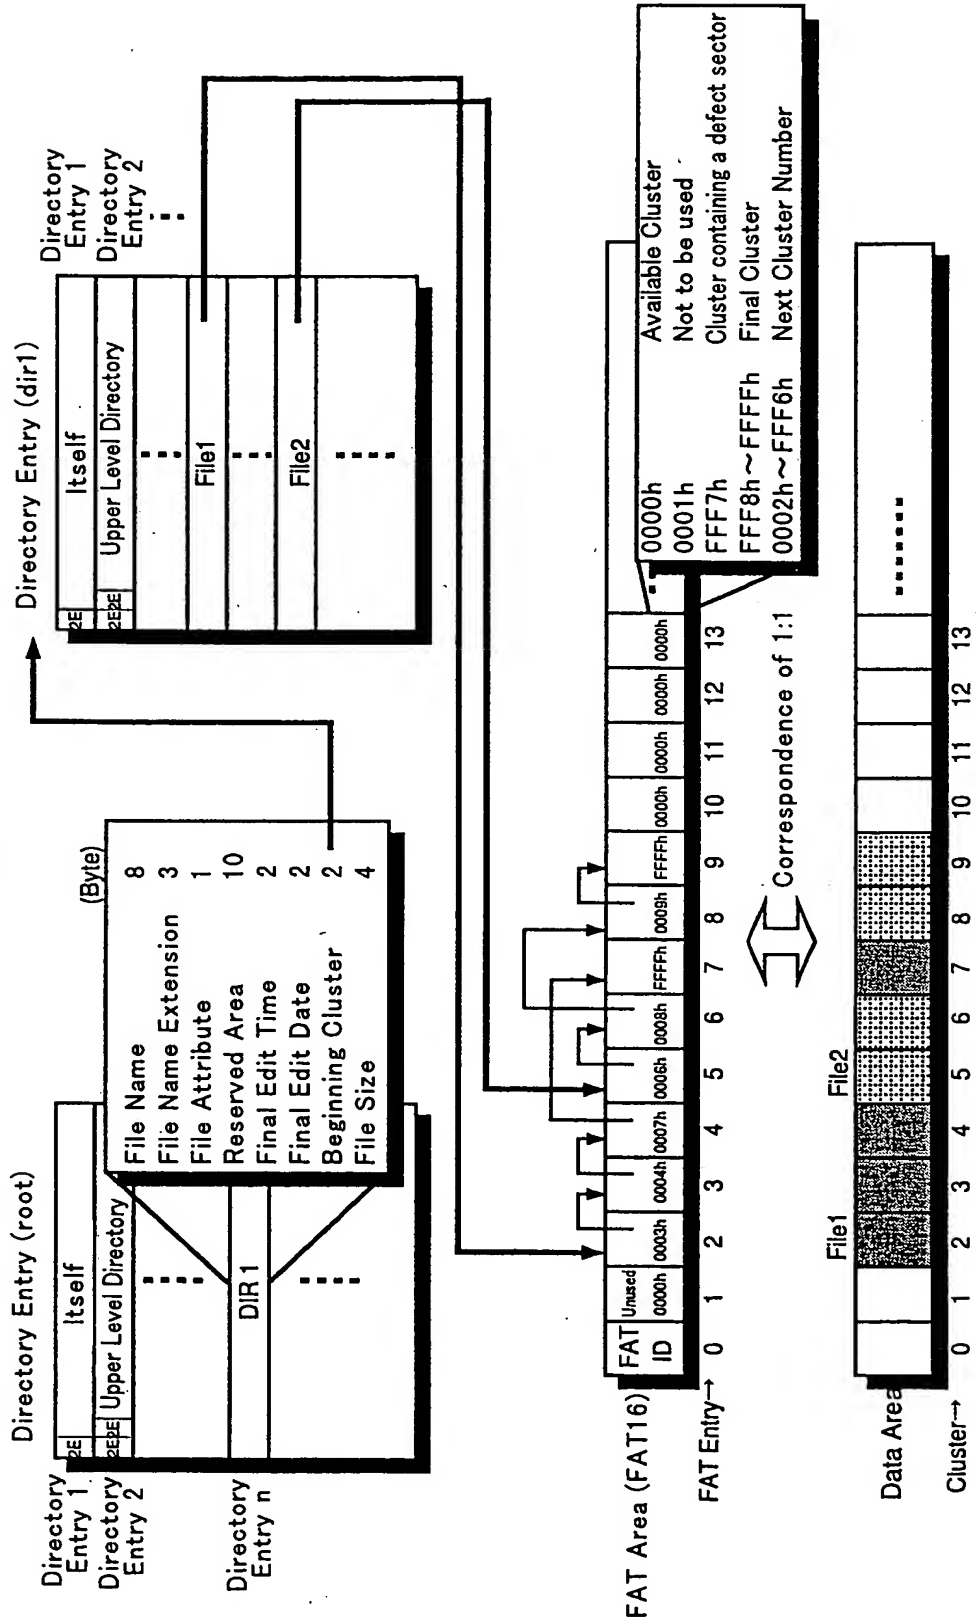 Directory Entry (root)
Directory
Entry 1
Directory
Entry 2
Directory
Entry n
2E Itself
2E2E Upper Level Directory
DIR1
(Byte)
File Name 8
File Name Extension 3
File Attribute 1
Reserved Area 10
Final Edit Time 2
Final Edit Date 2
Beginning Cluster 2
File Size 4
Directory Entry (dir1)
2E Itself
2E2E Upper Level Directory
File1
File2
Directory
Entry 1
Directory
Entry 2
FAT Area (FAT16)
FAT ID
Unused 0000h 0003h 0004h 0007h 0006h 0008h FFFFh 0009h FFFFh 0000h 0000h 0000h 0000h
FAT Entry→ 0 1 2 3 4 5 6 7 8 9 10 11 12 13
0000h Available Cluster
0001h Not to be used
FFF7h Cluster containing a defect sector
FFF8h~FFFFh Final Cluster
0002h~FFF6h Next Cluster Number
Correspondence of 1:1
File1 File2
Data Area
Cluster→ 0 1 2 3 4 5 6 7 8 9 10 11 12 13